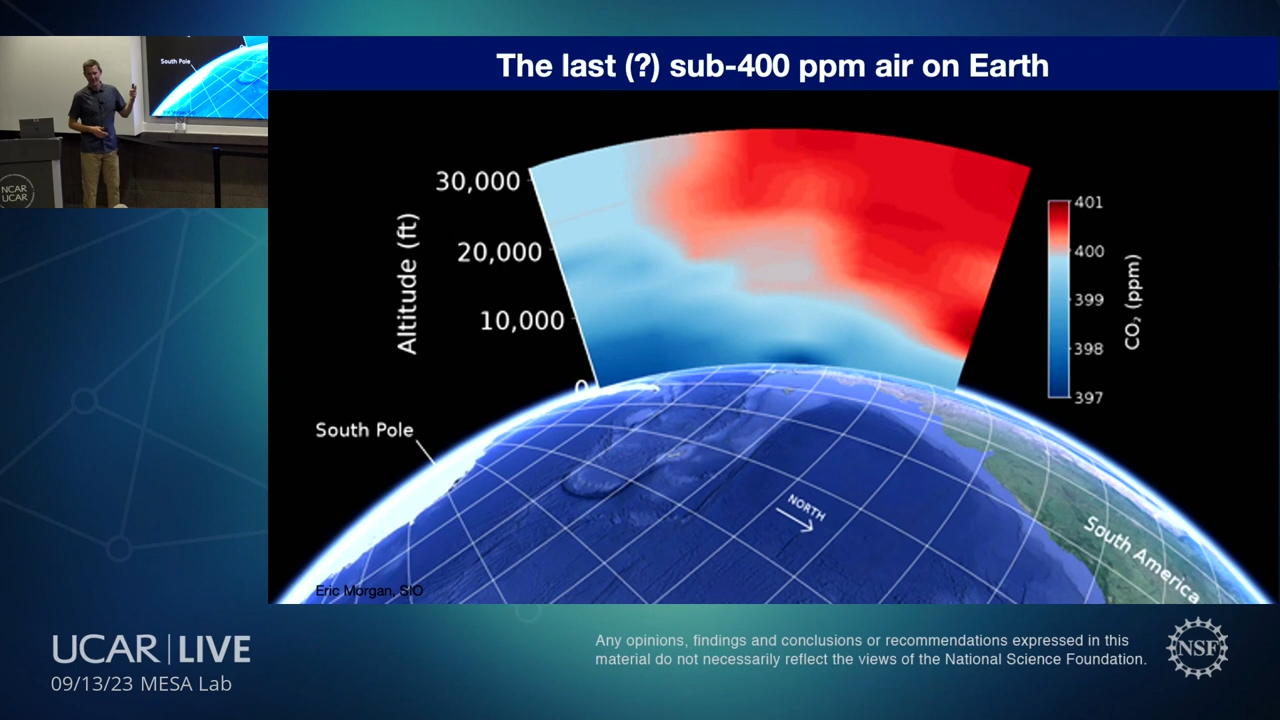 The last (?) sub-400 ppm air on Earth
South Pole
NCAR
UCAR
30,000
20,000
10,000
0
Altitude (ft)
401
400
399
398
397
CO₂ (ppm)
South Pole
NORTH
South America
Eric Morgan, SIO
UCAR | LIVE
09/13/23 MESA Lab
Any opinions, findings and conclusions or recommendations expressed in this
material do not necessarily reflect the views of the National Science Foundation.
NSF